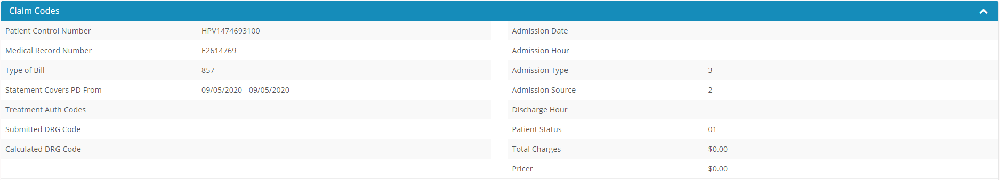 Claim Codes
Patient Control Number HPV1474693100
Medical Record Number E2614769
Type of Bill 857
Statement Covers PD From 09/05/2020 - 09/05/2020
Treatment Auth Codes
Submitted DRG Code
Calculated DRG Code
Admission Date
Admission Hour
Admission Type 3
Admission Source 2
Discharge Hour
Patient Status 01
Total Charges $0.00
Pricer $0.00